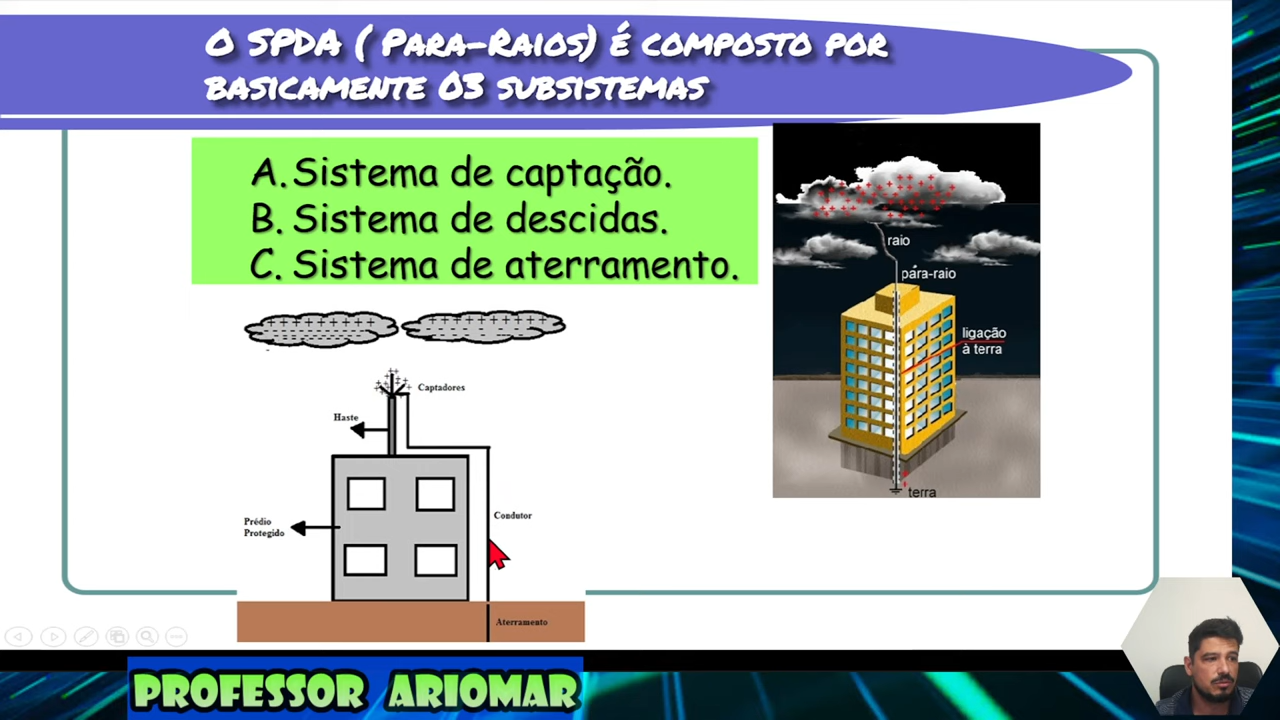 O SPDA ( Para-Raios) é composto por
basicamente 03 subsistemas
A. Sistema de captação.
B. Sistema de descidas.
C. Sistema de aterramento.
raio
pára-raio
ligação
à terra
terra
Captadores
Haste
Prédio
Protegido
Condutor
Aterramento
PROFESSOR ARIOMAR